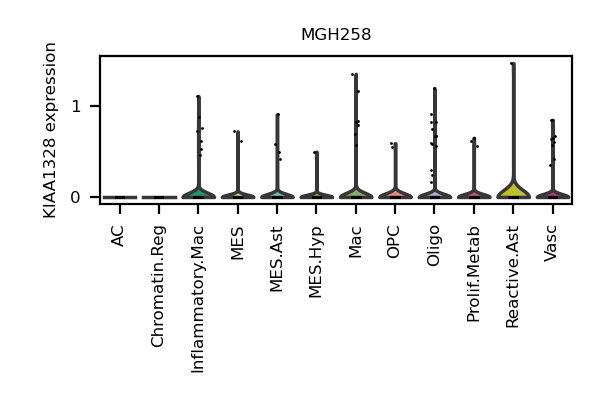 MGH258
KIAA1328 expression
1
0
AC
Chromatin.Reg
Inflammatory.Mac
MES
MES.Ast
MES.Hyp
Mac
OPC
Oligo
Prolif.Metab
Reactive.Ast
Vasc